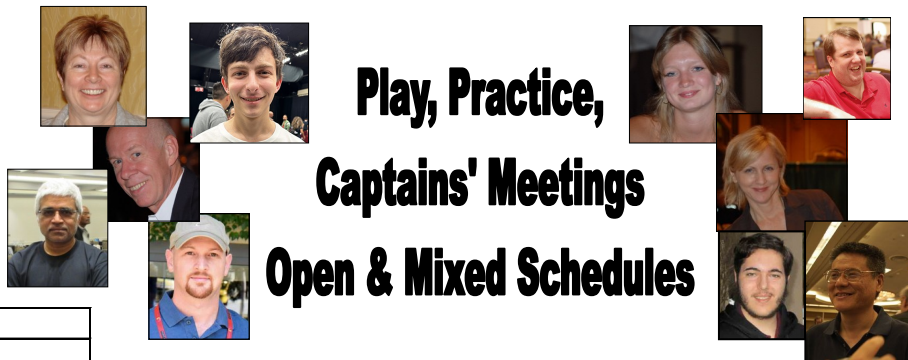 Play, Practice,
Captains' Meetings
Open & Mixed Schedules